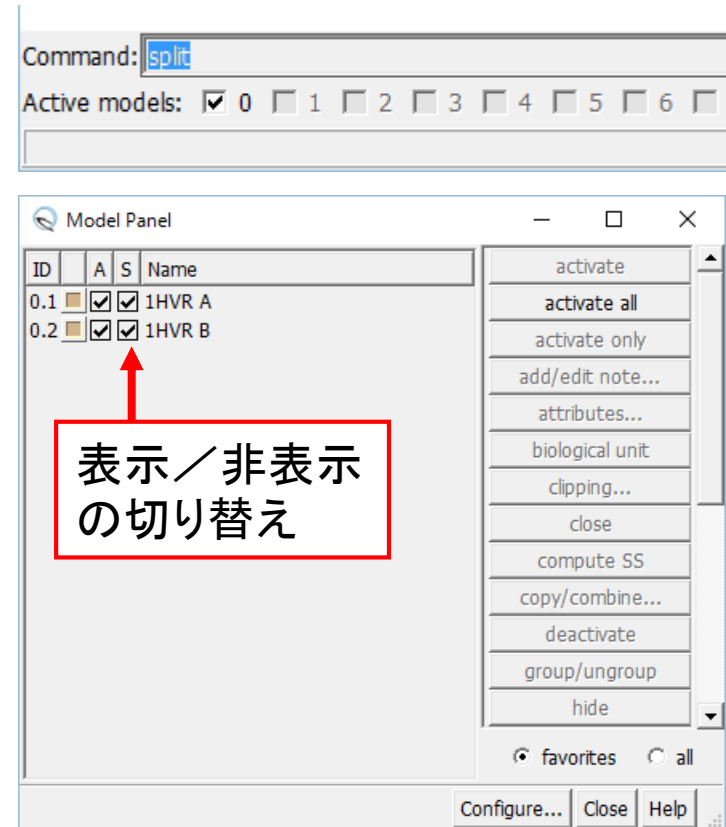 Command: split
Active models: 0 1 2 3 4 5 6
Model Panel
ID A S Name
0.1 1HVR A
0.2 1HVR B
表示／非表示
の切り替え
activate
activate all
activate only
add/edit note...
attributes...
biological unit
clipping...
close
compute SS
copy/combine...
deactivate
group/ungroup
hide
favorites all
Configure... Close Help